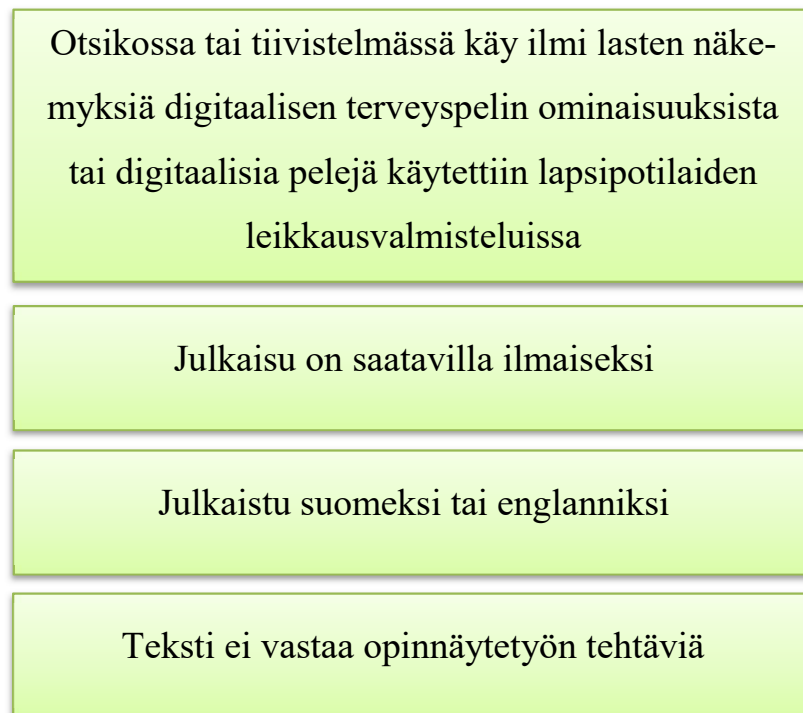 Otsikossa tai tiivistelmässä käy ilmi lasten näke-
myksiä digitaalisen terveyspelin ominaisuuksista
tai digitaalisia pelejä käytettiin lapsipotilaiden
leikkausvalmisteluissa
Julkaisu on saatavilla ilmaiseksi
Julkaistu suomeksi tai englanniksi
Teksti ei vastaa opinnäytetyön tehtäviä